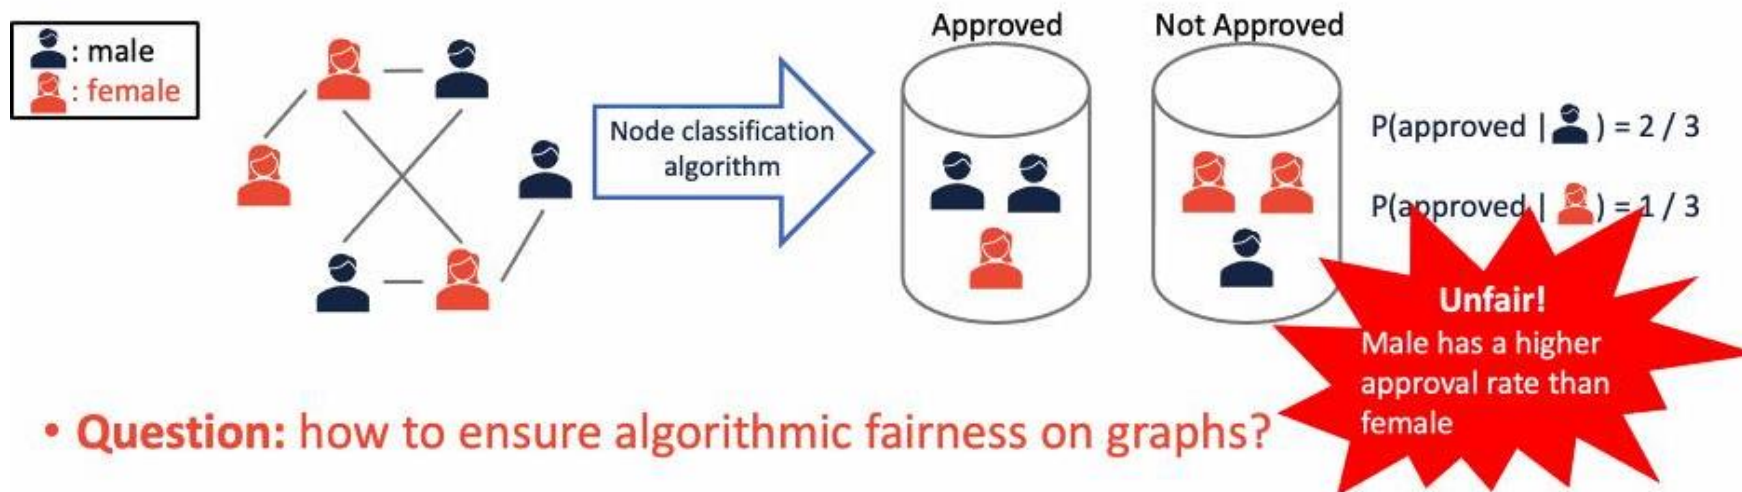 : male
: female
Node classification
algorithm
Approved
Not Approved
P(approved | ) = 2 / 3
P(approved | ) = 1 / 3
Unfair!
Male has a higher
approval rate than
female
• Question: how to ensure algorithmic fairness on graphs?